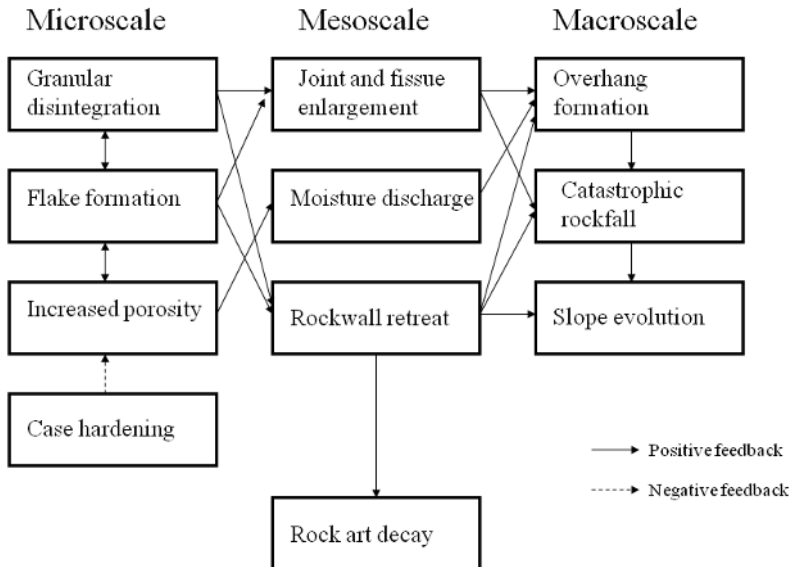 Microscale
Mesoscale
Macroscale
Granular
disintegration
Joint and fissue
enlargement
Overhang
formation
Flake formation
Moisture discharge
Catastrophic
rockfall
Increased porosity
Rockwall retreat
Slope evolution
Case hardening
Positive feedback
Negative feedback
Rock art decay